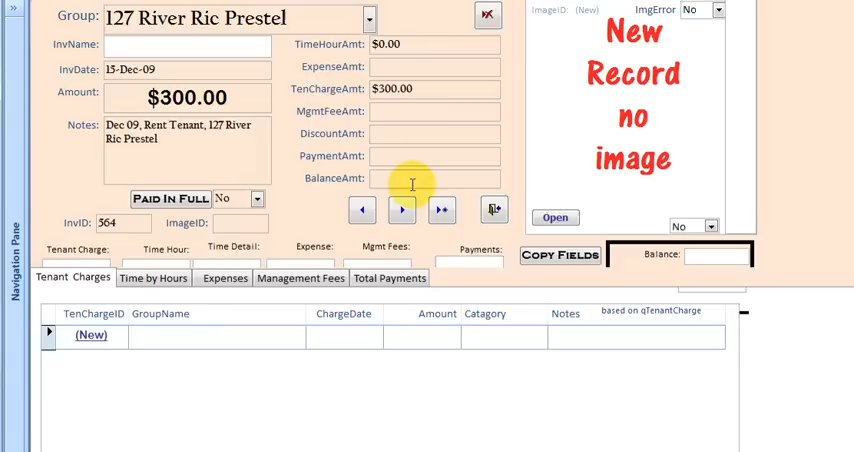 »
Group: 127 River Ric Prestel
ImageID: (New)
ImgError No
InvName:
TimeHourAmt: $0.00
InvDate: 15-Dec-09
ExpenseAmt:
Amount: $300.00
TenChargeAmt: $300.00
MgmtFeeAmt:
Notes: Dec 09, Rent Tenant, 127 River
Ric Prestel
DiscountAmt:
PaymentAmt:
BalanceAmt:
New
Record
no
image
PAID IN FULL No
InvID: 564
ImageID:
Open
No
Tenant Charge:
Time Hour:
Time Detail:
Expense:
Mgmt Fees:
Payments:
COPY FIELDS
Balance:
Tenant Charges
Time by Hours
Expenses
Management Fees
Total Payments
Navigation Pane
TenChargeID GroupName ChargeDate Amount Catagory Notes based on qTenantCharge
(New)